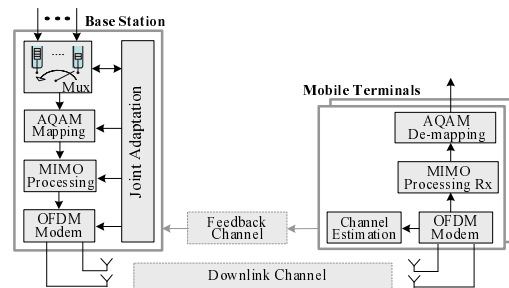 Base Station
Mux
AQAM
Mapping
MIMO
Processing
OFDM
Modem
Joint Adaptation
Feedback
Channel
Downlink Channel
Mobile Terminals
AQAM
De-mapping
MIMO
Processing Rx
Channel
Estimation
OFDM
Modem